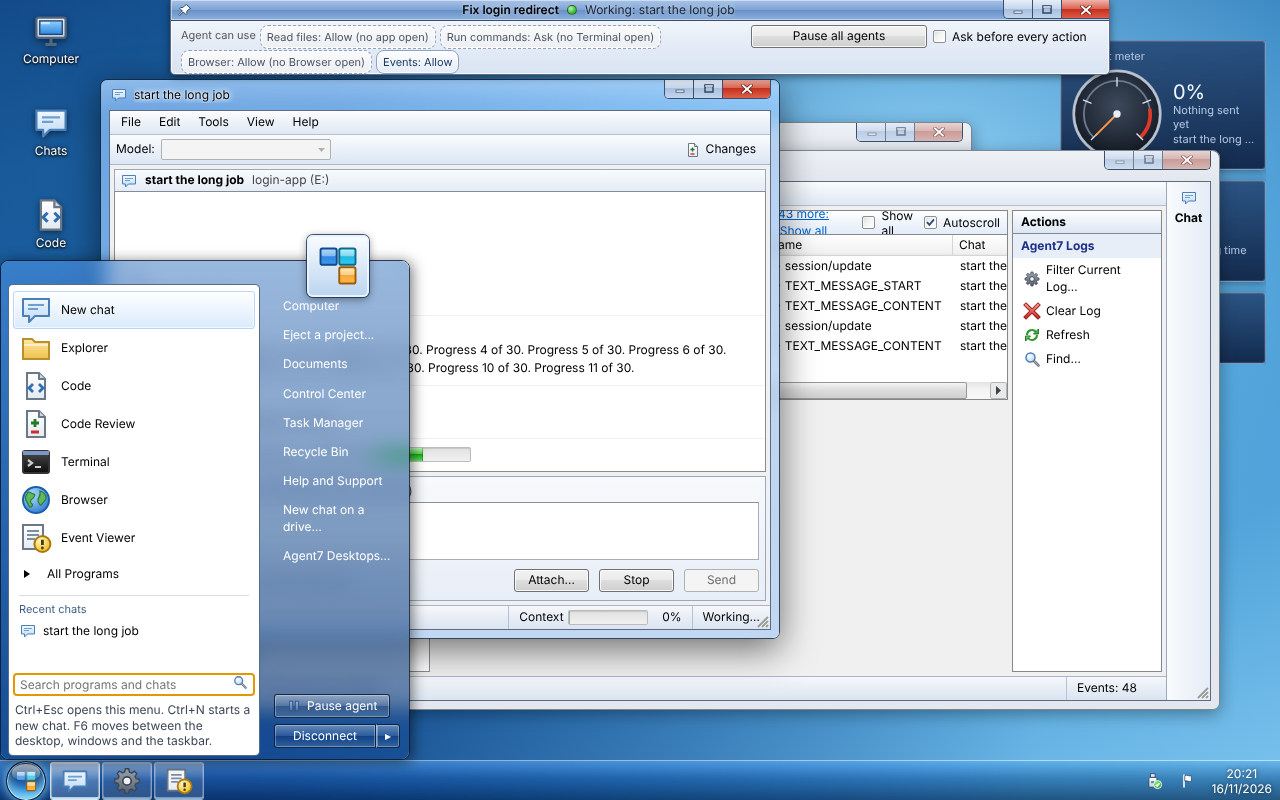 Fix login redirect Working: start the long job
Agent can use Read files: Allow (no app open) Run commands: Ask (no Terminal open)
Browser: Allow (no Browser open) Events: Allow
Pause all agents Ask before every action
Computer
Chats
Code
meter
0%
Nothing sent
yet
start the long ...
time
start the long job
File Edit Tools View Help
Model: Changes
start the long job login-app (E:)
30. Progress 4 of 30. Progress 5 of 30. Progress 6 of 30.
30. Progress 10 of 30. Progress 11 of 30.
Attach... Stop Send
Context 0% Working...
43 more:
Show all
Show
all
Autoscroll
ame Chat
session/update start the
TEXT_MESSAGE_START start the
TEXT_MESSAGE_CONTENT start the
session/update start the
TEXT_MESSAGE_CONTENT start the
Actions
Agent7 Logs
Filter Current
Log...
Clear Log
Refresh
Find...
Chat
Events: 48
New chat
Explorer
Code
Code Review
Terminal
Browser
Event Viewer
All Programs
Recent chats
start the long job
Search programs and chats
Ctrl+Esc opens this menu. Ctrl+N starts a
new chat. F6 moves between the
desktop, windows and the taskbar.
Computer
Eject a project...
Documents
Control Center
Task Manager
Recycle Bin
Help and Support
New chat on a
drive...
Agent7 Desktops...
Pause agent
Disconnect
20:21
16/11/2026